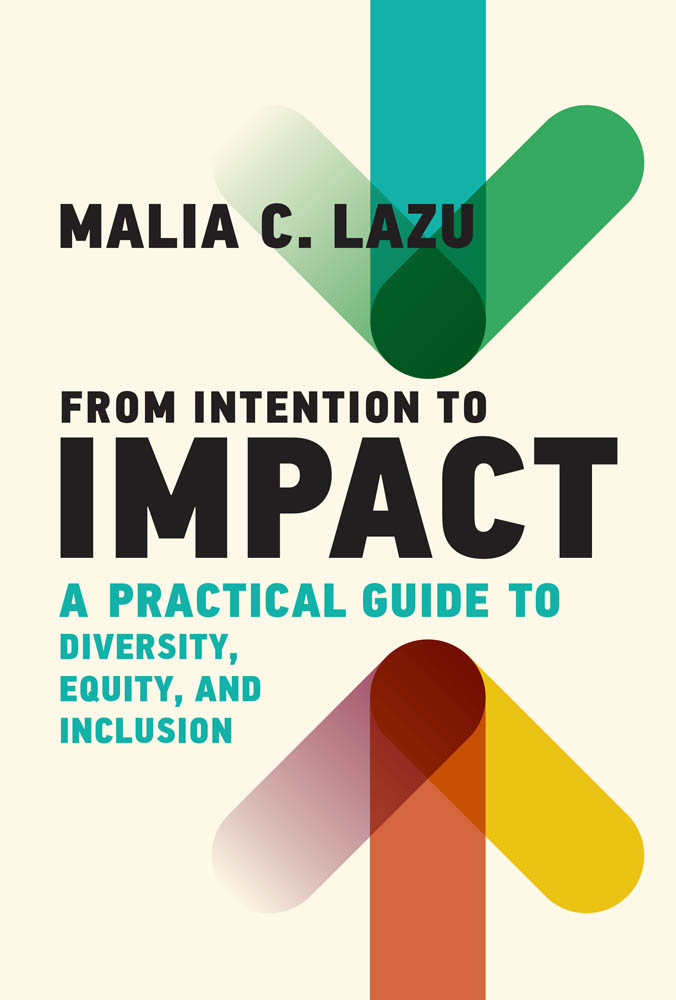 MALIA C. LAZU
FROM INTENTION TO
IMPACT
A PRACTICAL GUIDE TO
DIVERSITY,
EQUITY, AND
INCLUSION